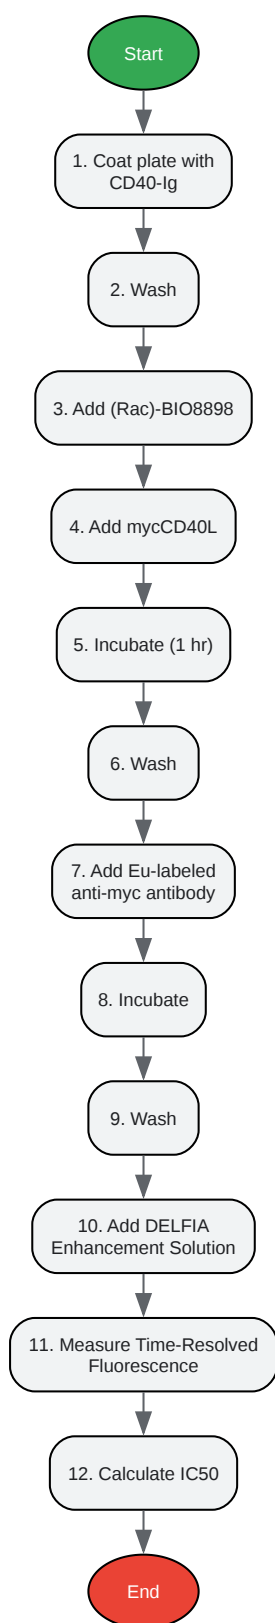 Start
1. Coat plate with
CD40-Ig
2. Wash
3. Add (Rac)-BIO8898
4. Add mycCD40L
5. Incubate (1 hr)
6. Wash
7. Add Eu-labeled
anti-myc antibody
8. Incubate
9. Wash
10. Add DELFIA
Enhancement Solution
11. Measure Time-Resolved
Fluorescence
12. Calculate IC50
End